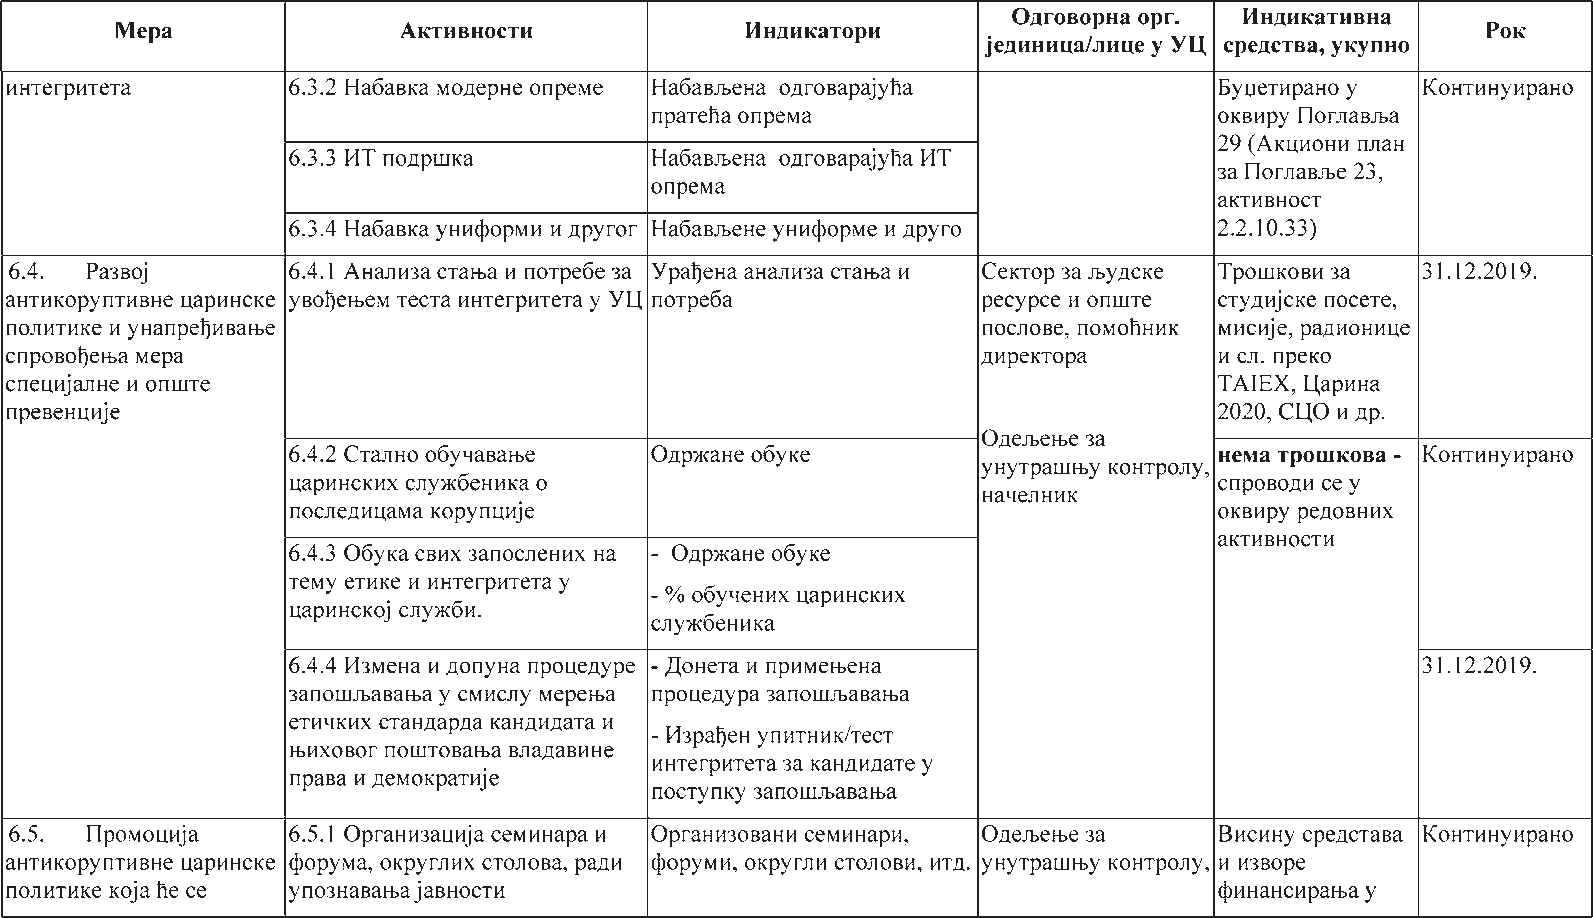 Мера
Активности
Индикатори
Одговорна орг.
јединица/лице у УЦ
Индикативна
средства, укупно
Рок
интегритета
6.3.2 Набавка модерне опреме
Набављена одговарајућа
пратећа опрема
Буџетирано у
оквиру Поглавља
29 (Акциони план
за Поглавље 23,
активност
2.2.10.33)
Континуирано
6.3.3 ИТ подршка
Набављена одговарајућа ИТ
опрема
6.3.4 Набавка униформи и другог
Набављене униформе и друго
6.4. Развој
антикоруптивне царинске
политике и унапређивање
спровођења мера
специјалне и опште
превенције
6.4.1 Анализа стања и потребе за
увођењем теста интегритета у УЦ
Урађена анализа стања и
потреба
Сектор за људске
ресурсе и опште
послове, помоћник
директора
Одељење за
унутрашњу контролу,
начелник
Трошкови за
студијске посете,
мисије, радионице
и сл. преко
TAIEX, Царина
2020, СЦО и др.
31.12.2019.
6.4.2 Стално обучавање
царинских службеника о
последицама корупције
Одржане обуке
нема трошкова -
спроводи се у
оквиру редовних
активности
Континуирано
6.4.3 Обука свих запослених на
тему етике и интегритета у
царинској служби.
- Одржане обуке
- % обучених царинских
службеника
6.4.4 Измена и допуна процедуре
запошљавања у смислу мерења
етичких стандарда кандидата и
њиховог поштовања владавине
права и демократије
- Донета и примењена
процедура запошљавања
- Израђен упитник/тест
интегритета за кандидате у
поступку запошљавања
31.12.2019.
6.5. Промоција
антикоруптивне царинске
политике која ће се
6.5.1 Организација семинара и
форума, округлих столова, ради
упознавања јавности
Организовани семинари,
форуми, округли столови, итд.
Одељење за
унутрашњу контролу,
Висину средстава
и изворе
финансирања у
Континуирано